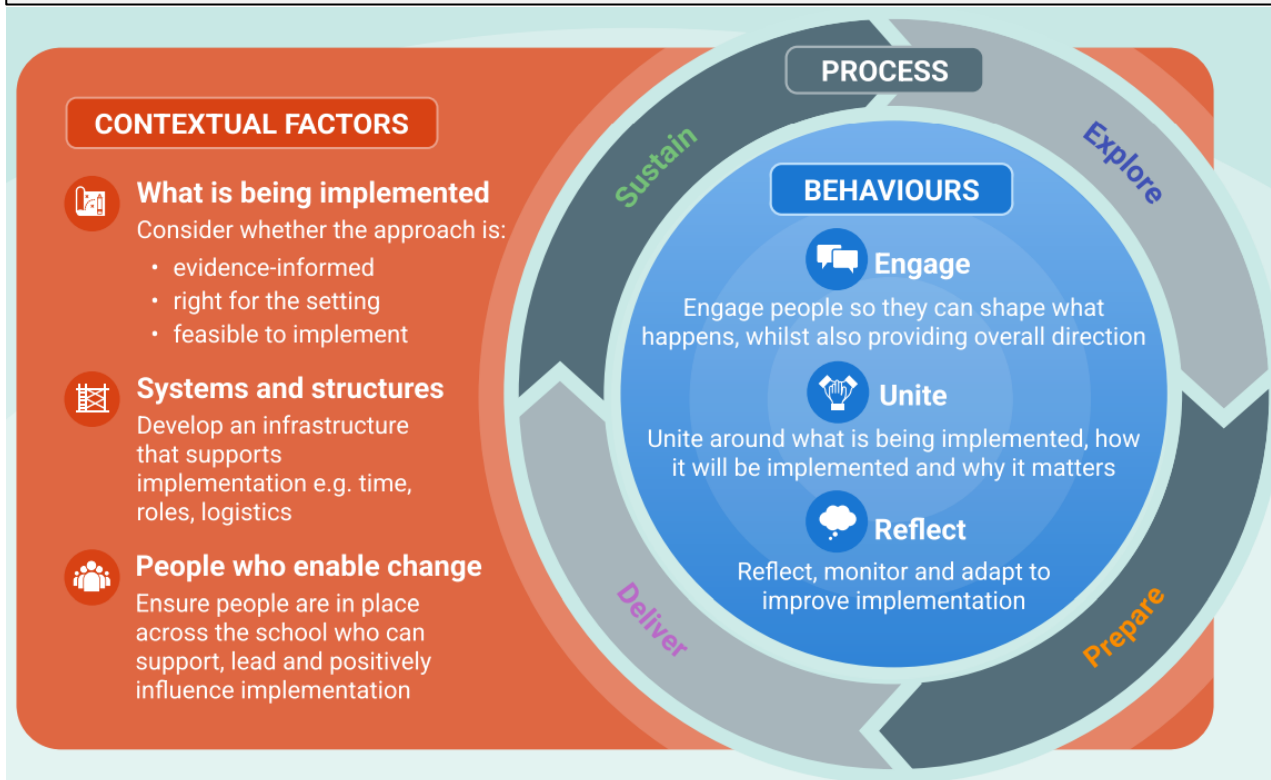 CONTEXTUAL FACTORS
What is being implemented
Consider whether the approach is:
• evidence-informed
• right for the setting
• feasible to implement
Systems and structures
Develop an infrastructure
that supports
implementation e.g. time,
roles, logistics
People who enable change
Ensure people are in place
across the school who can
support, lead and positively
influence implementation
PROCESS
Explore
Prepare
Deliver
Sustain
BEHAVIOURS
Engage
Engage people so they can shape what
happens, whilst also providing overall direction
Unite
Unite around what is being implemented, how
it will be implemented and why it matters
Reflect
Reflect, monitor and adapt to
improve implementation